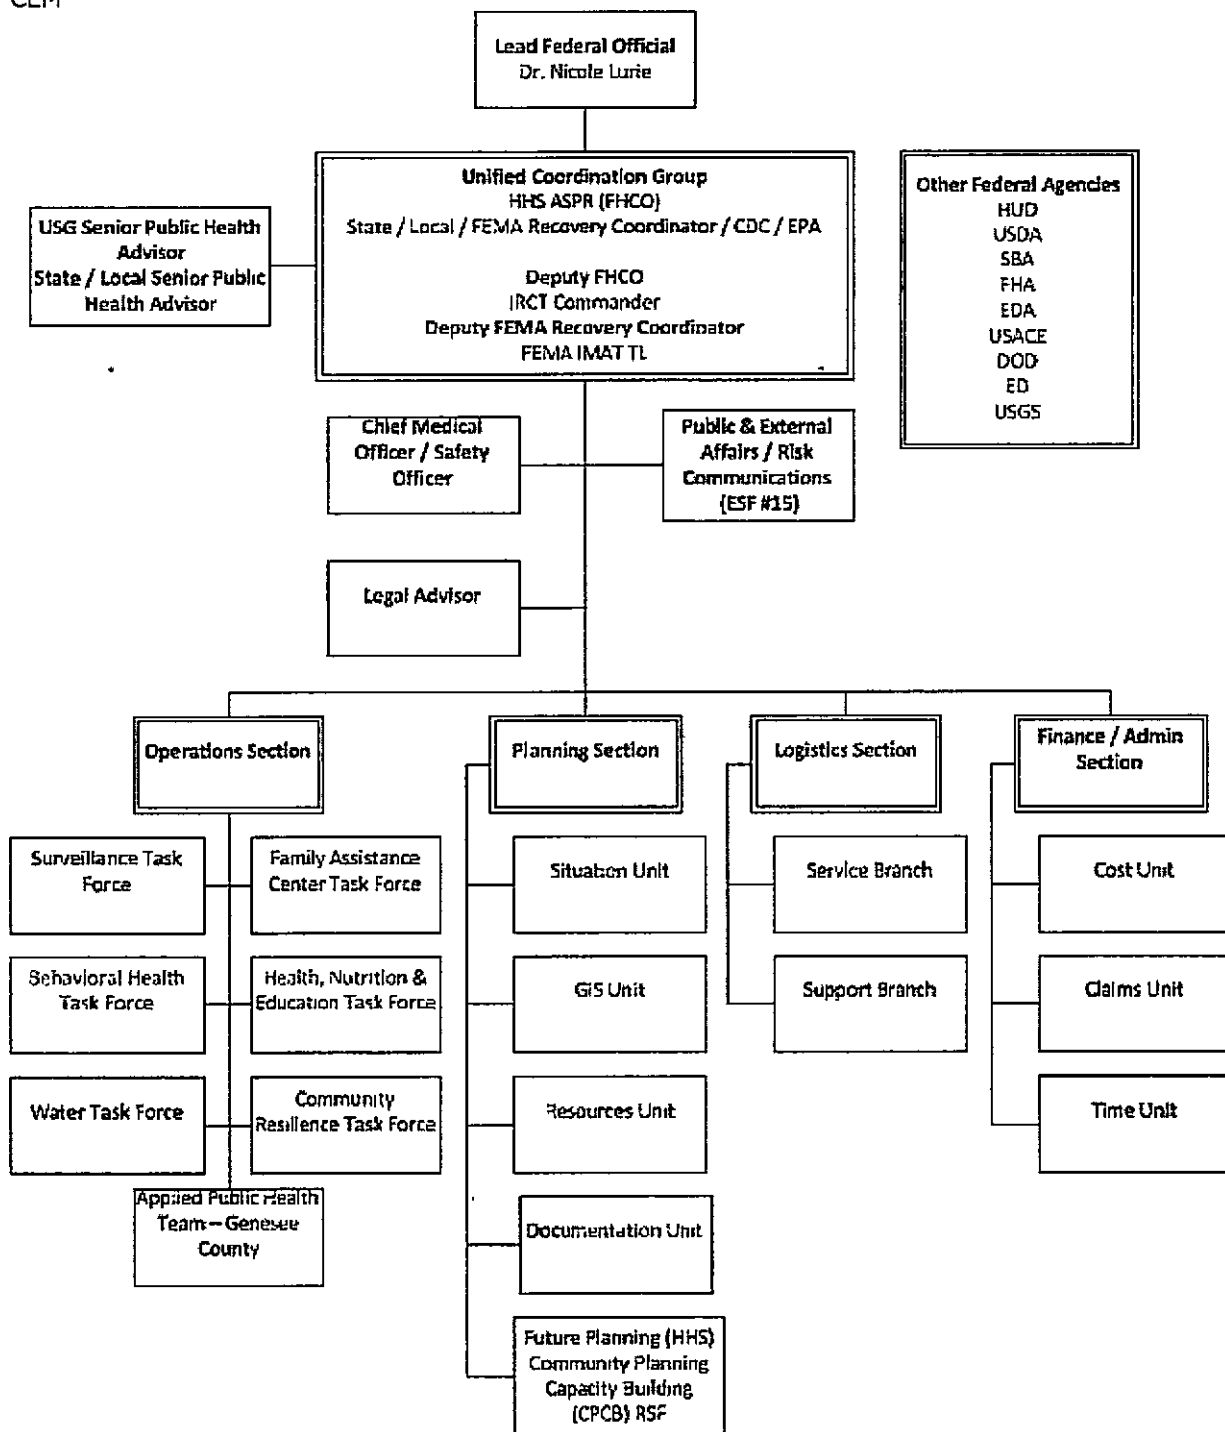 CEM
Lead Federal Official
Dr. Nicole Lurie
Unified Coordination Group
HHS ASPR (FHCO)
State / Local / FEMA Recovery Coordinator / CDC / EPA
Deputy FHCO
IRCT Commander
Deputy FEMA Recovery Coordinator
FEMA IMAT TL
USG Senior Public Health
Advisor
State / Local Senior Public
Health Advisor
Other Federal Agencies
HUD
USDA
SBA
FHA
EDA
USACE
DOD
ED
USGS
Chief Medical
Officer / Safety
Officer
Public & External
Affairs / Risk
Communications
(ESF #15)
Legal Advisor
Operations Section
Planning Section
Logistics Section
Finance / Admin
Section
Surveillance Task
Force
Family Assistance
Center Task Force
Situation Unit
Service Branch
Cost Unit
Behavioral Health
Task Force
Health, Nutrition &
Education Task Force
GIS Unit
Support Branch
Claims Unit
Water Task Force
Community
Resilience Task Force
Resources Unit
Time Unit
Applied Public Health
Team – Genesee
County
Documentation Unit
Future Planning (HHS)
Community Planning
Capacity Building
(CPCB) RSF